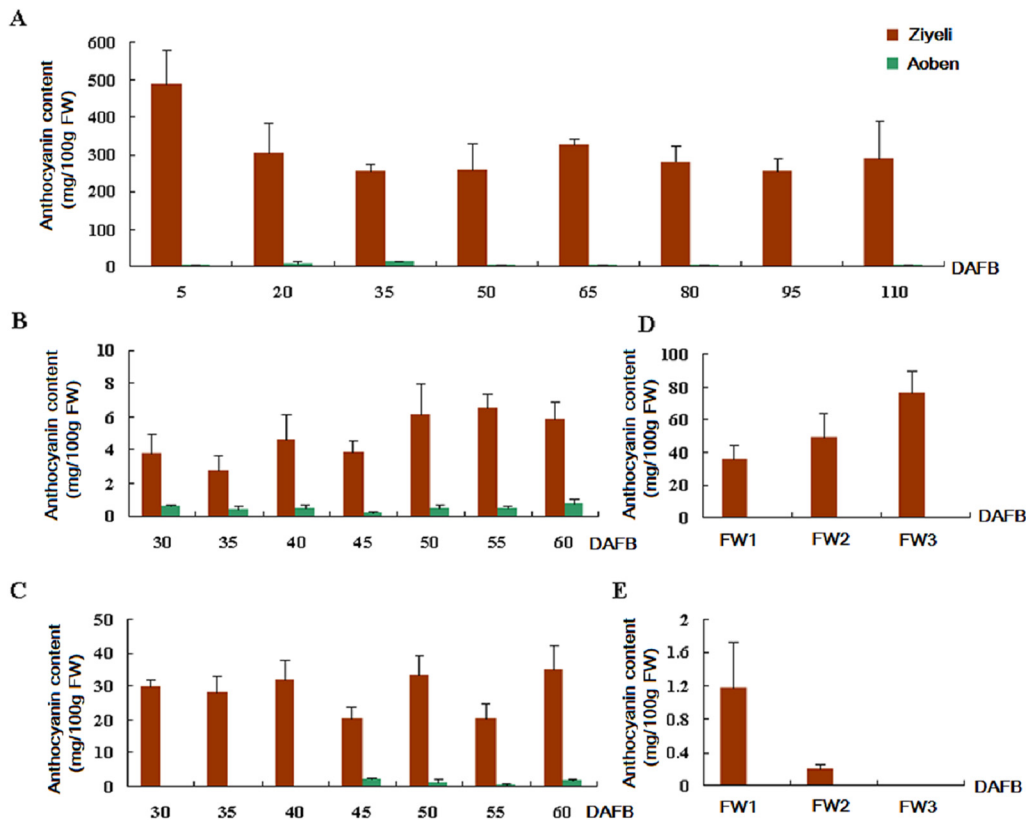 A
Ziyeli
Aoben
Anthocyanin content
(mg/100g FW)
600
500
400
300
200
100
0
5 20 35 50 65 80 95 110 DAFB
B
Anthocyanin content
(mg/100g FW)
10
8
6
4
2
0
30 35 40 45 50 55 60 DAFB
D
Anthocyanin content
(mg/100g FW)
100
80
60
40
20
0
FW1 FW2 FW3 DAFB
C
Anthocyanin content
(mg/100g FW)
50
40
30
20
10
0
30 35 40 45 50 55 60 DAFB
E
Anthocyanin content
(mg/100g FW)
2
1.6
1.2
0.8
0.4
0
FW1 FW2 FW3 DAFB